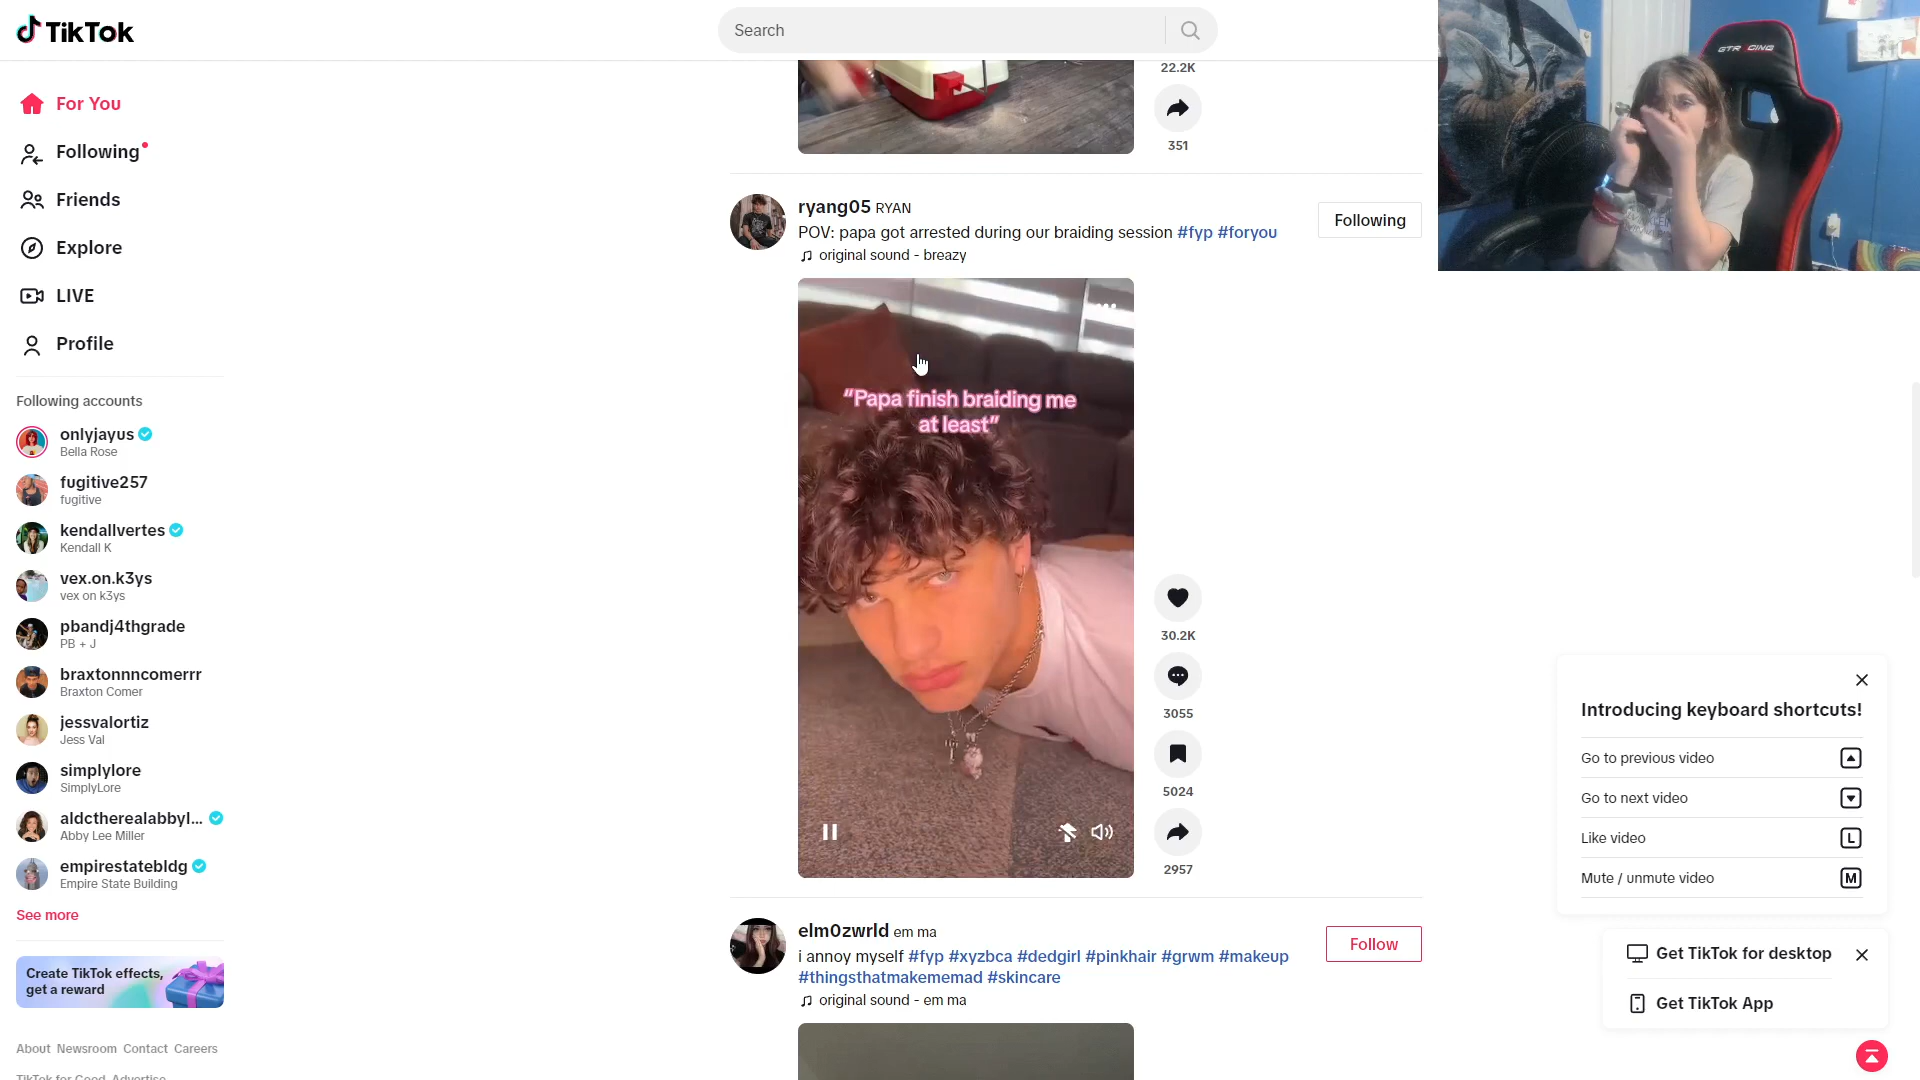 TikTok
Search
For You
Following
Friends
Explore
LIVE
Profile
Following accounts
onlyjayus
Bella Rose
fugitive257
fugitive
kendallvertes
Kendall K
vex.on.k3ys
vex on k3ys
pbandj4thgrade
PB + J
braxtonnncomerrr
Braxton Comer
jessvalortiz
Jess Val
simplylore
SimplyLore
aldctherealabbyl...
Abby Lee Miller
empirestatebldg
Empire State Building
See more
Create TikTok effects,
get a reward
About Newsroom Contact Careers
TikTok for Good Advertise
22.2K
351
ryang05 RYAN
POV: papa got arrested during our braiding session #fyp #foryou
original sound - breazy
Following
"Papa finish braiding me
at least"
30.2K
3055
5024
2957
elm0zwrld em ma
i annoy myself #fyp #xyzbca #dedgirl #pinkhair #grwm #makeup
#thingsthatmakememad #skincare
original sound - em ma
Follow
GTRACING
Introducing keyboard shortcuts!
Go to previous video
Go to next video
Like video L
Mute / unmute video M
Get TikTok for desktop
Get TikTok App